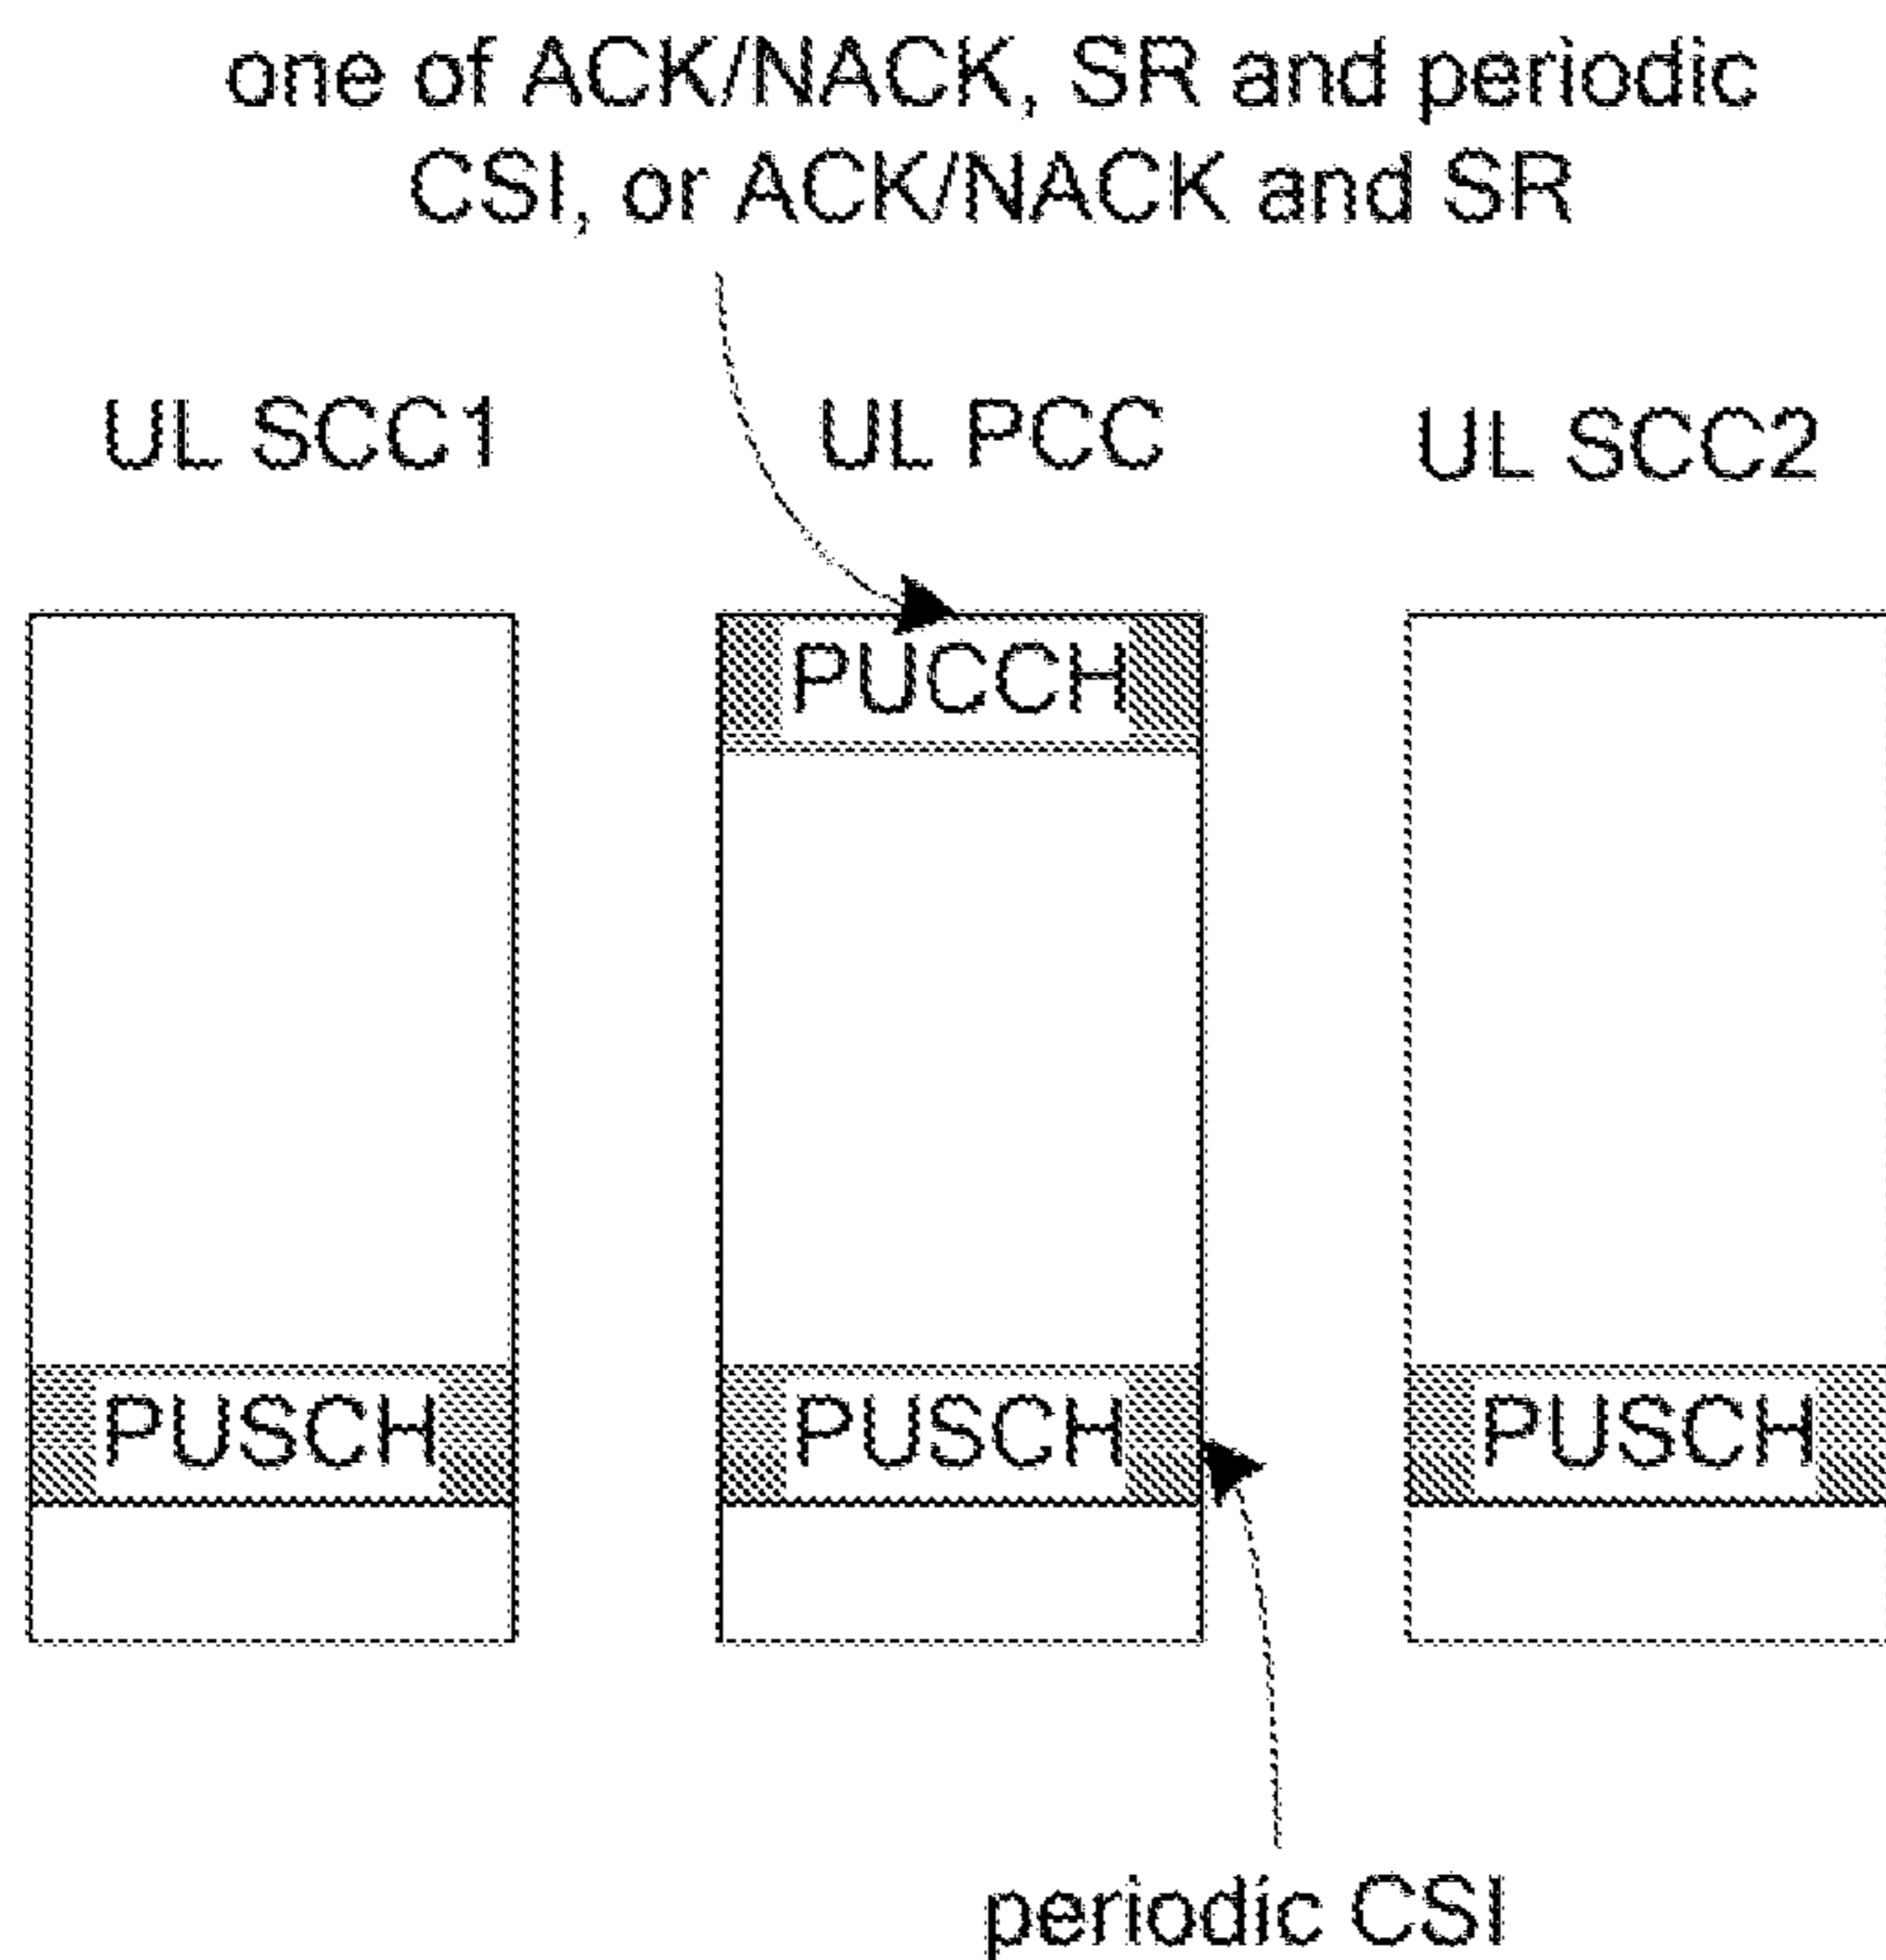 one of ACK/NACK, SR and periodic
CSI, or ACK/NACK and SR
UL SCC1
UL PCC
UL SCC2
PUCCH
PUSCH
PUSCH
PUSCH
periodic CSI